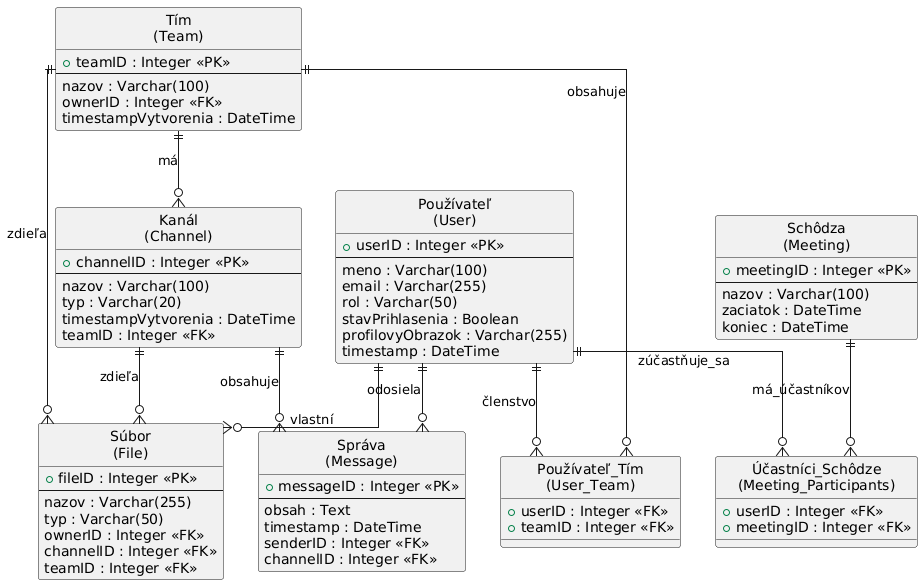 Tím
(Team)
teamID : Integer «PK»
nazov : Varchar(100)
ownerID : Integer «FK»
timestampVytvorenia : DateTime
obsahuje
má
zdieľa
Kanál
(Channel)
channelID : Integer «PK»
nazov : Varchar(100)
typ : Varchar(20)
timestampVytvorenia : DateTime
teamID : Integer «FK»
Používateľ
(User)
userID : Integer «PK»
meno : Varchar(100)
email : Varchar(255)
rol : Varchar(50)
stavPrihlasenia : Boolean
profilovyObrazok : Varchar(255)
timestamp : DateTime
Schôdza
(Meeting)
meetingID : Integer «PK»
nazov : Varchar(100)
zaciatok : DateTime
koniec : DateTime
zdieľa
obsahuje
odosiela
členstvo
zúčastňuje_sa
má_účastníkov
vlastní
Súbor
(File)
fileID : Integer «PK»
nazov : Varchar(255)
typ : Varchar(50)
ownerID : Integer «FK»
channelID : Integer «FK»
teamID : Integer «FK»
Správa
(Message)
messageID : Integer «PK»
obsah : Text
timestamp : DateTime
senderID : Integer «FK»
channelID : Integer «FK»
Používateľ_Tím
(User_Team)
userID : Integer «FK»
teamID : Integer «FK»
Účastníci_Schôdze
(Meeting_Participants)
userID : Integer «FK»
meetingID : Integer «FK»